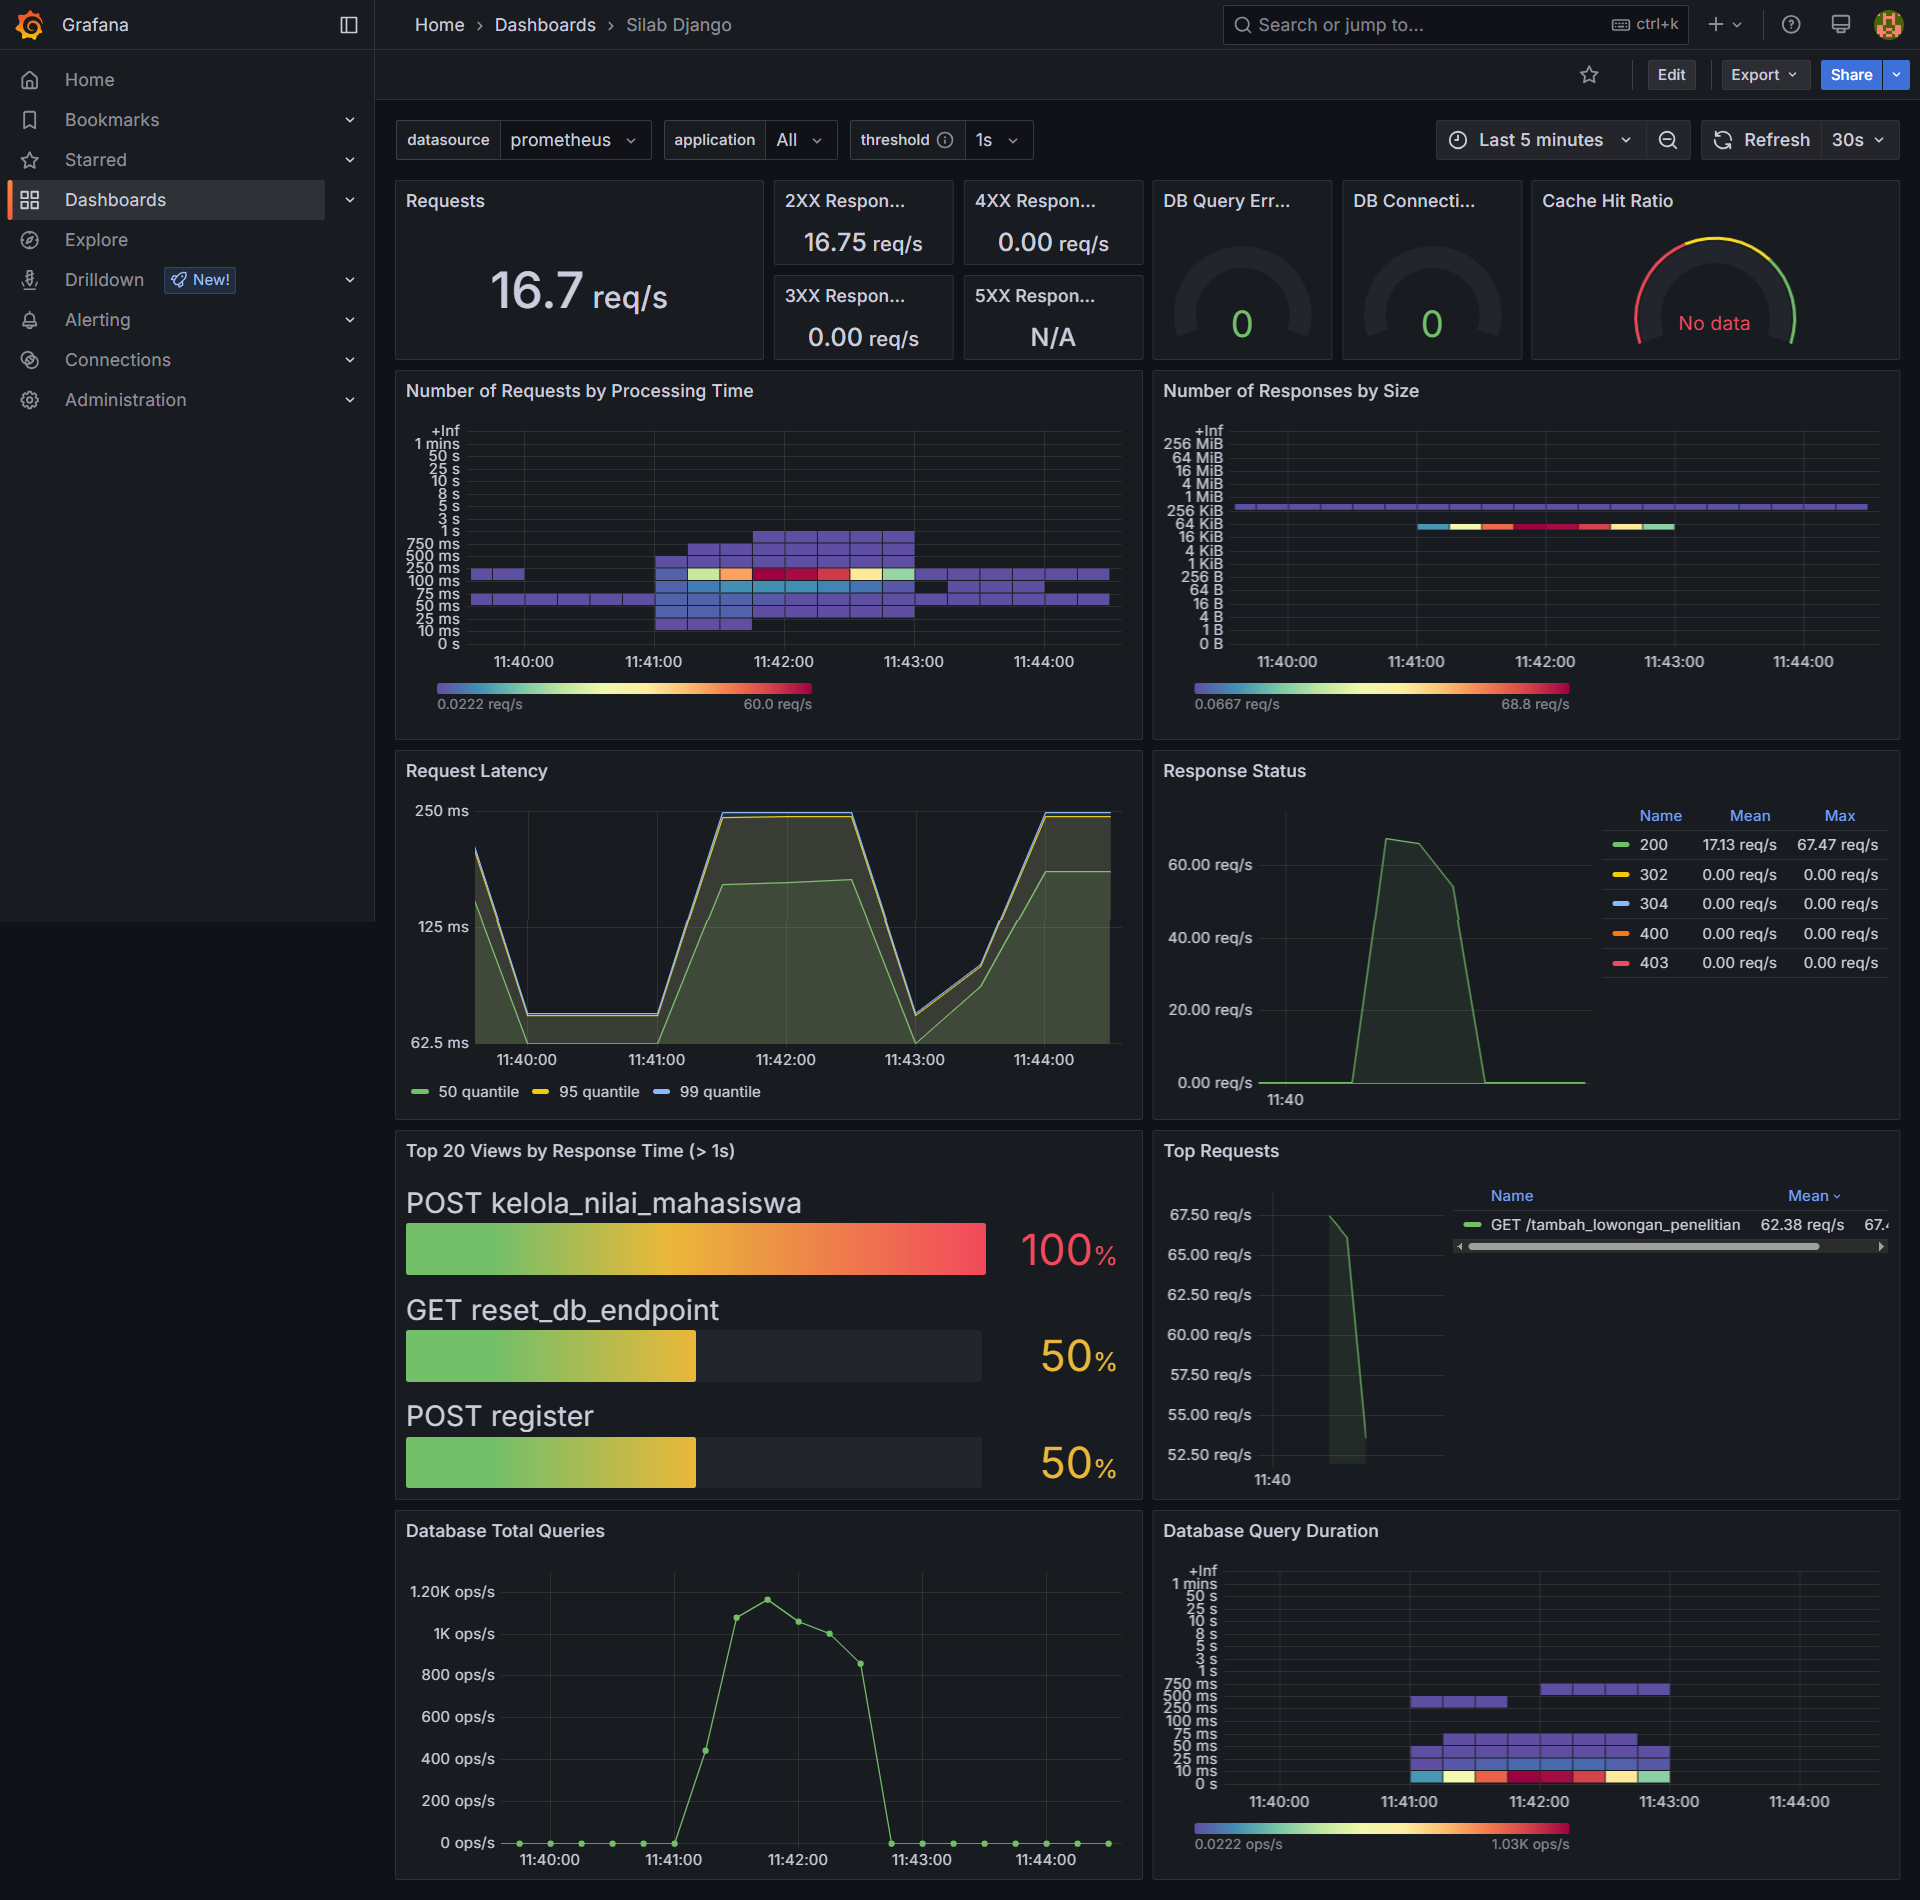 Grafana
Home › Dashboards › Silab Django
Search or jump to... ctrl+k
Home
Bookmarks
Starred
Dashboards
Explore
Drilldown New!
Alerting
Connections
Administration
Edit Export Share
datasource prometheus application All threshold 1s
Last 5 minutes Refresh 30s
Requests
16.7 req/s
2XX Respon...
16.75 req/s
4XX Respon...
0.00 req/s
3XX Respon...
0.00 req/s
5XX Respon...
N/A
DB Query Err...
0
DB Connecti...
0
Cache Hit Ratio
No data
Number of Requests by Processing Time
+Inf
1 mins
50 s
25 s
10 s
8 s
5 s
3 s
1 s
750 ms
500 ms
250 ms
100 ms
75 ms
50 ms
25 ms
10 ms
0 s
11:40:00 11:41:00 11:42:00 11:43:00 11:44:00
0.0222 req/s 60.0 req/s
Number of Responses by Size
+Inf
256 MiB
64 MiB
16 MiB
4 MiB
1 MiB
256 KiB
64 KiB
16 KiB
4 KiB
1 KiB
256 B
64 B
16 B
4 B
1 B
0 B
11:40:00 11:41:00 11:42:00 11:43:00 11:44:00
0.0667 req/s 68.8 req/s
Request Latency
250 ms
125 ms
62.5 ms
11:40:00 11:41:00 11:42:00 11:43:00 11:44:00
50 quantile 95 quantile 99 quantile
Response Status
60.00 req/s
40.00 req/s
20.00 req/s
0.00 req/s
11:40
Name Mean Max
200 17.13 req/s 67.47 req/s
302 0.00 req/s 0.00 req/s
304 0.00 req/s 0.00 req/s
400 0.00 req/s 0.00 req/s
403 0.00 req/s 0.00 req/s
Top 20 Views by Response Time (> 1s)
POST kelola_nilai_mahasiswa
100%
GET reset_db_endpoint
50%
POST register
50%
Top Requests
67.50 req/s
65.00 req/s
62.50 req/s
60.00 req/s
57.50 req/s
55.00 req/s
52.50 req/s
11:40
Name Mean
GET /tambah_lowongan_penelitian 62.38 req/s 67.4
Database Total Queries
1.20K ops/s
1K ops/s
800 ops/s
600 ops/s
400 ops/s
200 ops/s
0 ops/s
11:40:00 11:41:00 11:42:00 11:43:00 11:44:00
Database Query Duration
+Inf
1 mins
50 s
25 s
10 s
8 s
5 s
3 s
1 s
750 ms
500 ms
250 ms
100 ms
75 ms
50 ms
25 ms
10 ms
0 s
11:40:00 11:41:00 11:42:00 11:43:00 11:44:00
0.0222 ops/s 1.03K ops/s